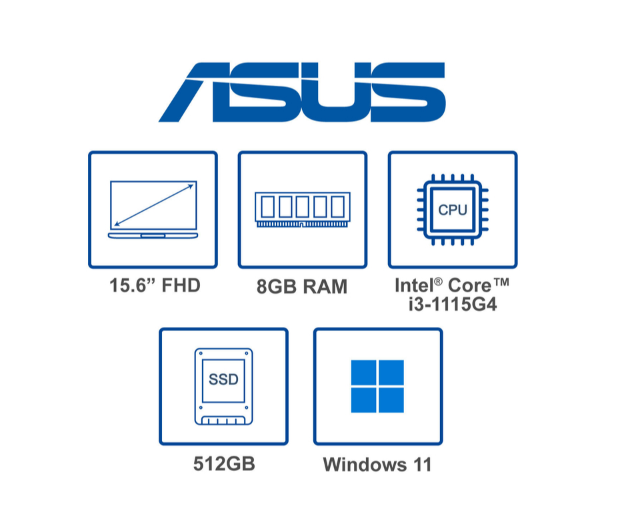 ASUS
15.6” FHD
8GB RAM
CPU
Intel® Core™
i3-1115G4
SSD
512GB
Windows 11